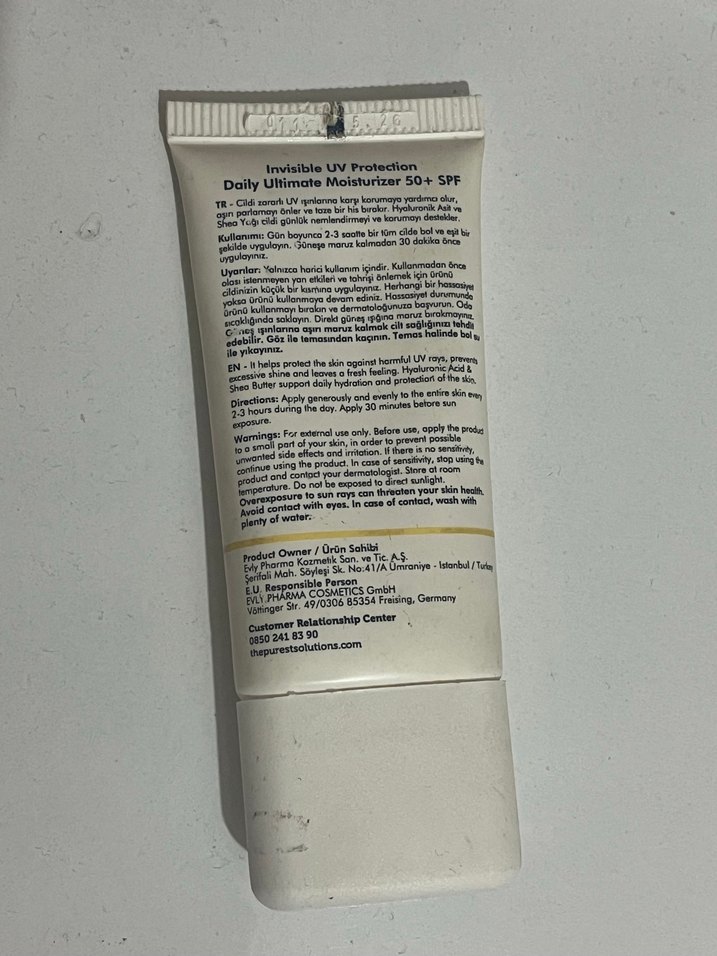 5.26
Invisible UV Protection
Daily Ultimate Moisturizer 50+ SPF
TR - Cildi zararlı UV ışınlarına karşı korumaya yardımcı olur,
aşırı parlamayı önler ve taze bir his bırakır. Hyaluronik Asit ve
Shea Yağı cildi günlük nemlendirmeyi ve korumayı destekler.
Kullanımı: Gün boyunca 2-3 saatte bir tüm cilde bol ve eşit bir
şekilde uygulayın. Güneşe maruz kalmadan 30 dakika önce
uygulayınız.
Uyarılar: Yalnızca harici kullanım içindir. Kullanmadan önce
olası istenmeyen yan etkileri ve tahrişi önlemek için ürünü
cildinizin küçük bir kısmına uygulayınız. Herhangi bir hassasiyet
yoksa ürünü kullanmaya devam ediniz. Hassasiyet durumunda
ürünü kullanmayı bırakın ve dermatoloğunuza başvurun. Oda
sıcaklığında saklayın. Direkt güneş ışığına maruz bırakmayınız.
Güneş ışınlarına aşırı maruz kalmak cilt sağlığınızı tehdit
edebilir. Göz ile temasından kaçının. Temas halinde bol su
ile yıkayınız.
EN - It helps protect the skin against harmful UV rays, prevents
excessive shine and leaves a fresh feeling. Hyaluronic Acid &
Shea Butter support daily hydration and protection of the skin.
Directions: Apply generously and evenly to the entire skin every
2-3 hours during the day. Apply 30 minutes before sun
exposure.
Warnings: For external use only. Before use, apply the product
to a small part of your skin, in order to prevent possible
unwanted side effects and irritation. If there is no sensitivity,
continue using the product. In case of sensitivity, stop using the
product and contact your dermatologist. Store at room
temperature. Do not be exposed to direct sunlight.
Overexposure to sun rays can threaten your skin health.
Avoid contact with eyes. In case of contact, wash with
plenty of water.
Product Owner / Ürün Sahibi
Evly Pharma Kozmetik San. ve Tic. A.Ş.
Şerifali Mah. Söyleşi Sk. No:41/A Ümraniye - Istanbul / Turkey
E.U. Responsible Person
EVLY PHARMA COSMETICS GmbH
Vöttinger Str. 49/0306 85354 Freising, Germany
Customer Relationship Center
0850 241 83 90
thepurestsolutions.com